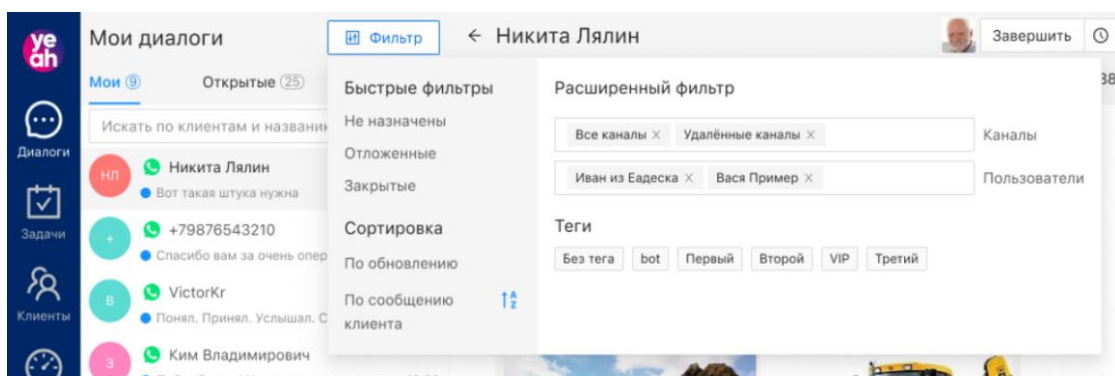 ye
ah
Мои диалоги
Фильтр
← Никита Лялин
Завершить
Мои 9
Открытые 25
Искать по клиентам и
Диалоги
НЛ
Никита Лялин
Вот такая штука нужна
Задачи
+
+79876543210
Спасибо вам за очень
Клиенты
В
VictorKr
Понял. Принял. Услышал.
З
Ким Владимирович
Быстрые фильтры
Не назначены
Отложенные
Закрытые
Сортировка
По обновлению
По сообщению
клиента
Расширенный фильтр
Все каналы × Удалённые каналы ×
Каналы
Иван из Еадеска × Вася Пример ×
Пользователи
Теги
Без тега bot Первый Второй VIP Третий